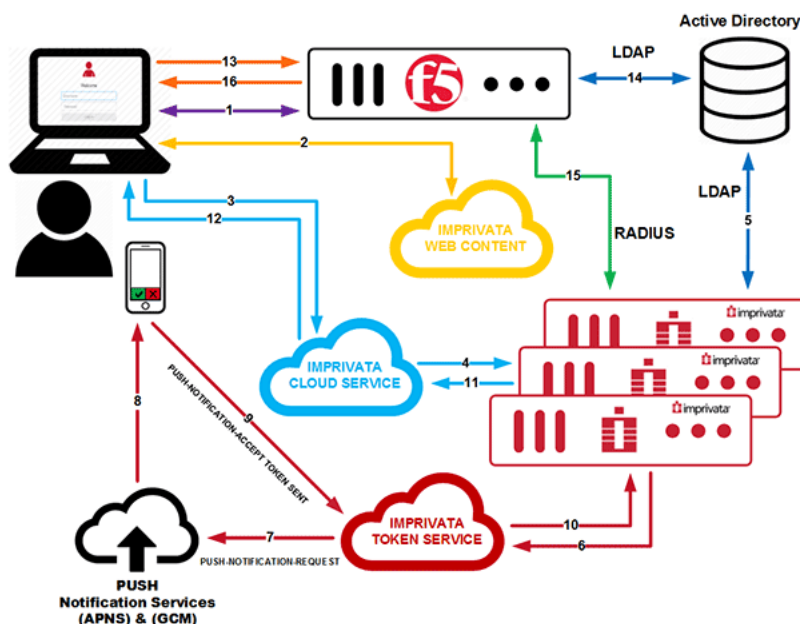 Active Directory
13
16
1
f5
LDAP
14
2
15
LDAP
5
RADIUS
3
12
IMPRIVATA
WEB CONTENT
imprivata
imprivata
imprivata
IMPRIVATA
CLOUD SERVICE
4
11
8
9
PUSH-NOTIFICATION-ACCEPT TOKEN SENT
IMPRIVATA
TOKEN SERVICE
10
6
7
PUSH-NOTIFICATION-REQUEST
PUSH
Notification Services
(APNS) & (GCM)